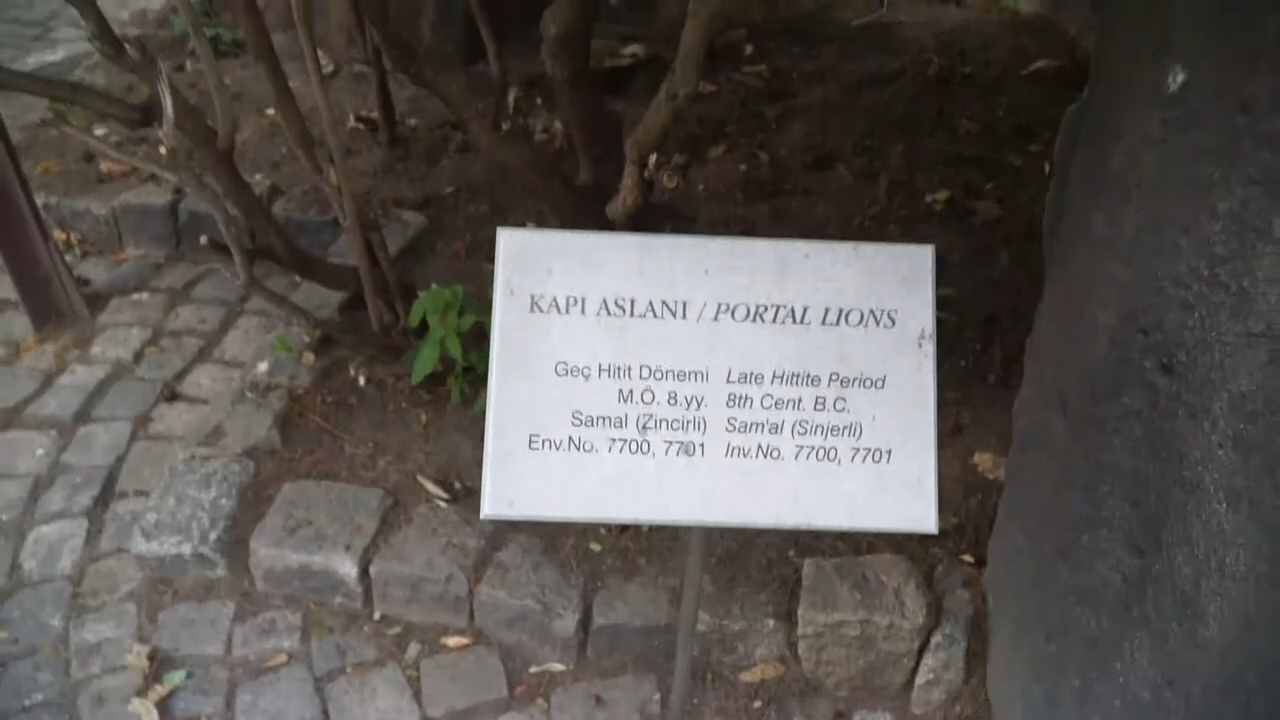 KAPI ASLANI / PORTAL LIONS
Geç Hitit Dönemi Late Hittite Period
M.Ö. 8.yy. 8th Cent. B.C.
Samal (Zincirli) Sam'al (Sinjerli)
Env.No. 7700, 7701 Inv.No. 7700, 7701